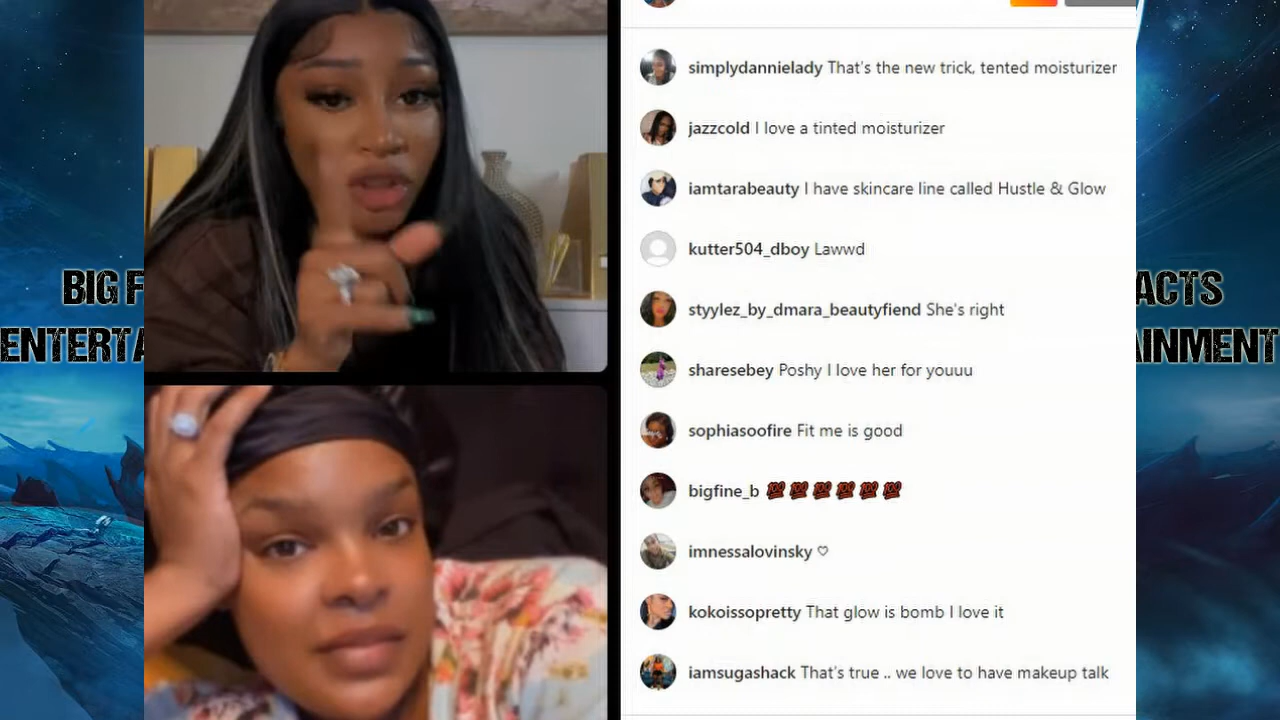 simplydannielady That's the new trick, tented moisturizer
jazzcold I love a tinted moisturizer
iamtarabeauty I have skincare line called Hustle & Glow
kutter504_dboy Lawwd
styylez_by_dmara_beautyfiend She's right
sharesebey Poshy I love her for youuu
sophiasoofire Fit me is good
bigfine_b 💯 💯 💯 💯 💯 💯
imnessalovinsky ♡
kokoissopretty That glow is bomb I love it
iamsugashack That's true .. we love to have makeup talk
BIG F
ENTERTA
ACTS
AINMENT